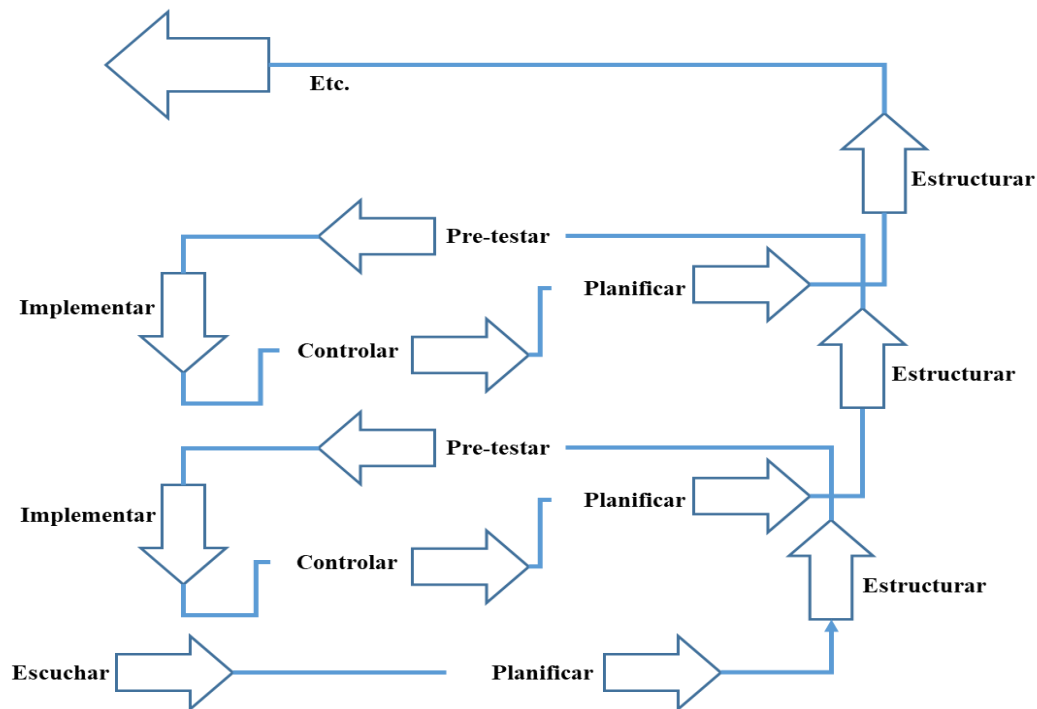 Etc.
Estructurar
Pre-testar
Planificar
Implementar
Controlar
Estructurar
Pre-testar
Planificar
Implementar
Controlar
Estructurar
Escuchar
Planificar